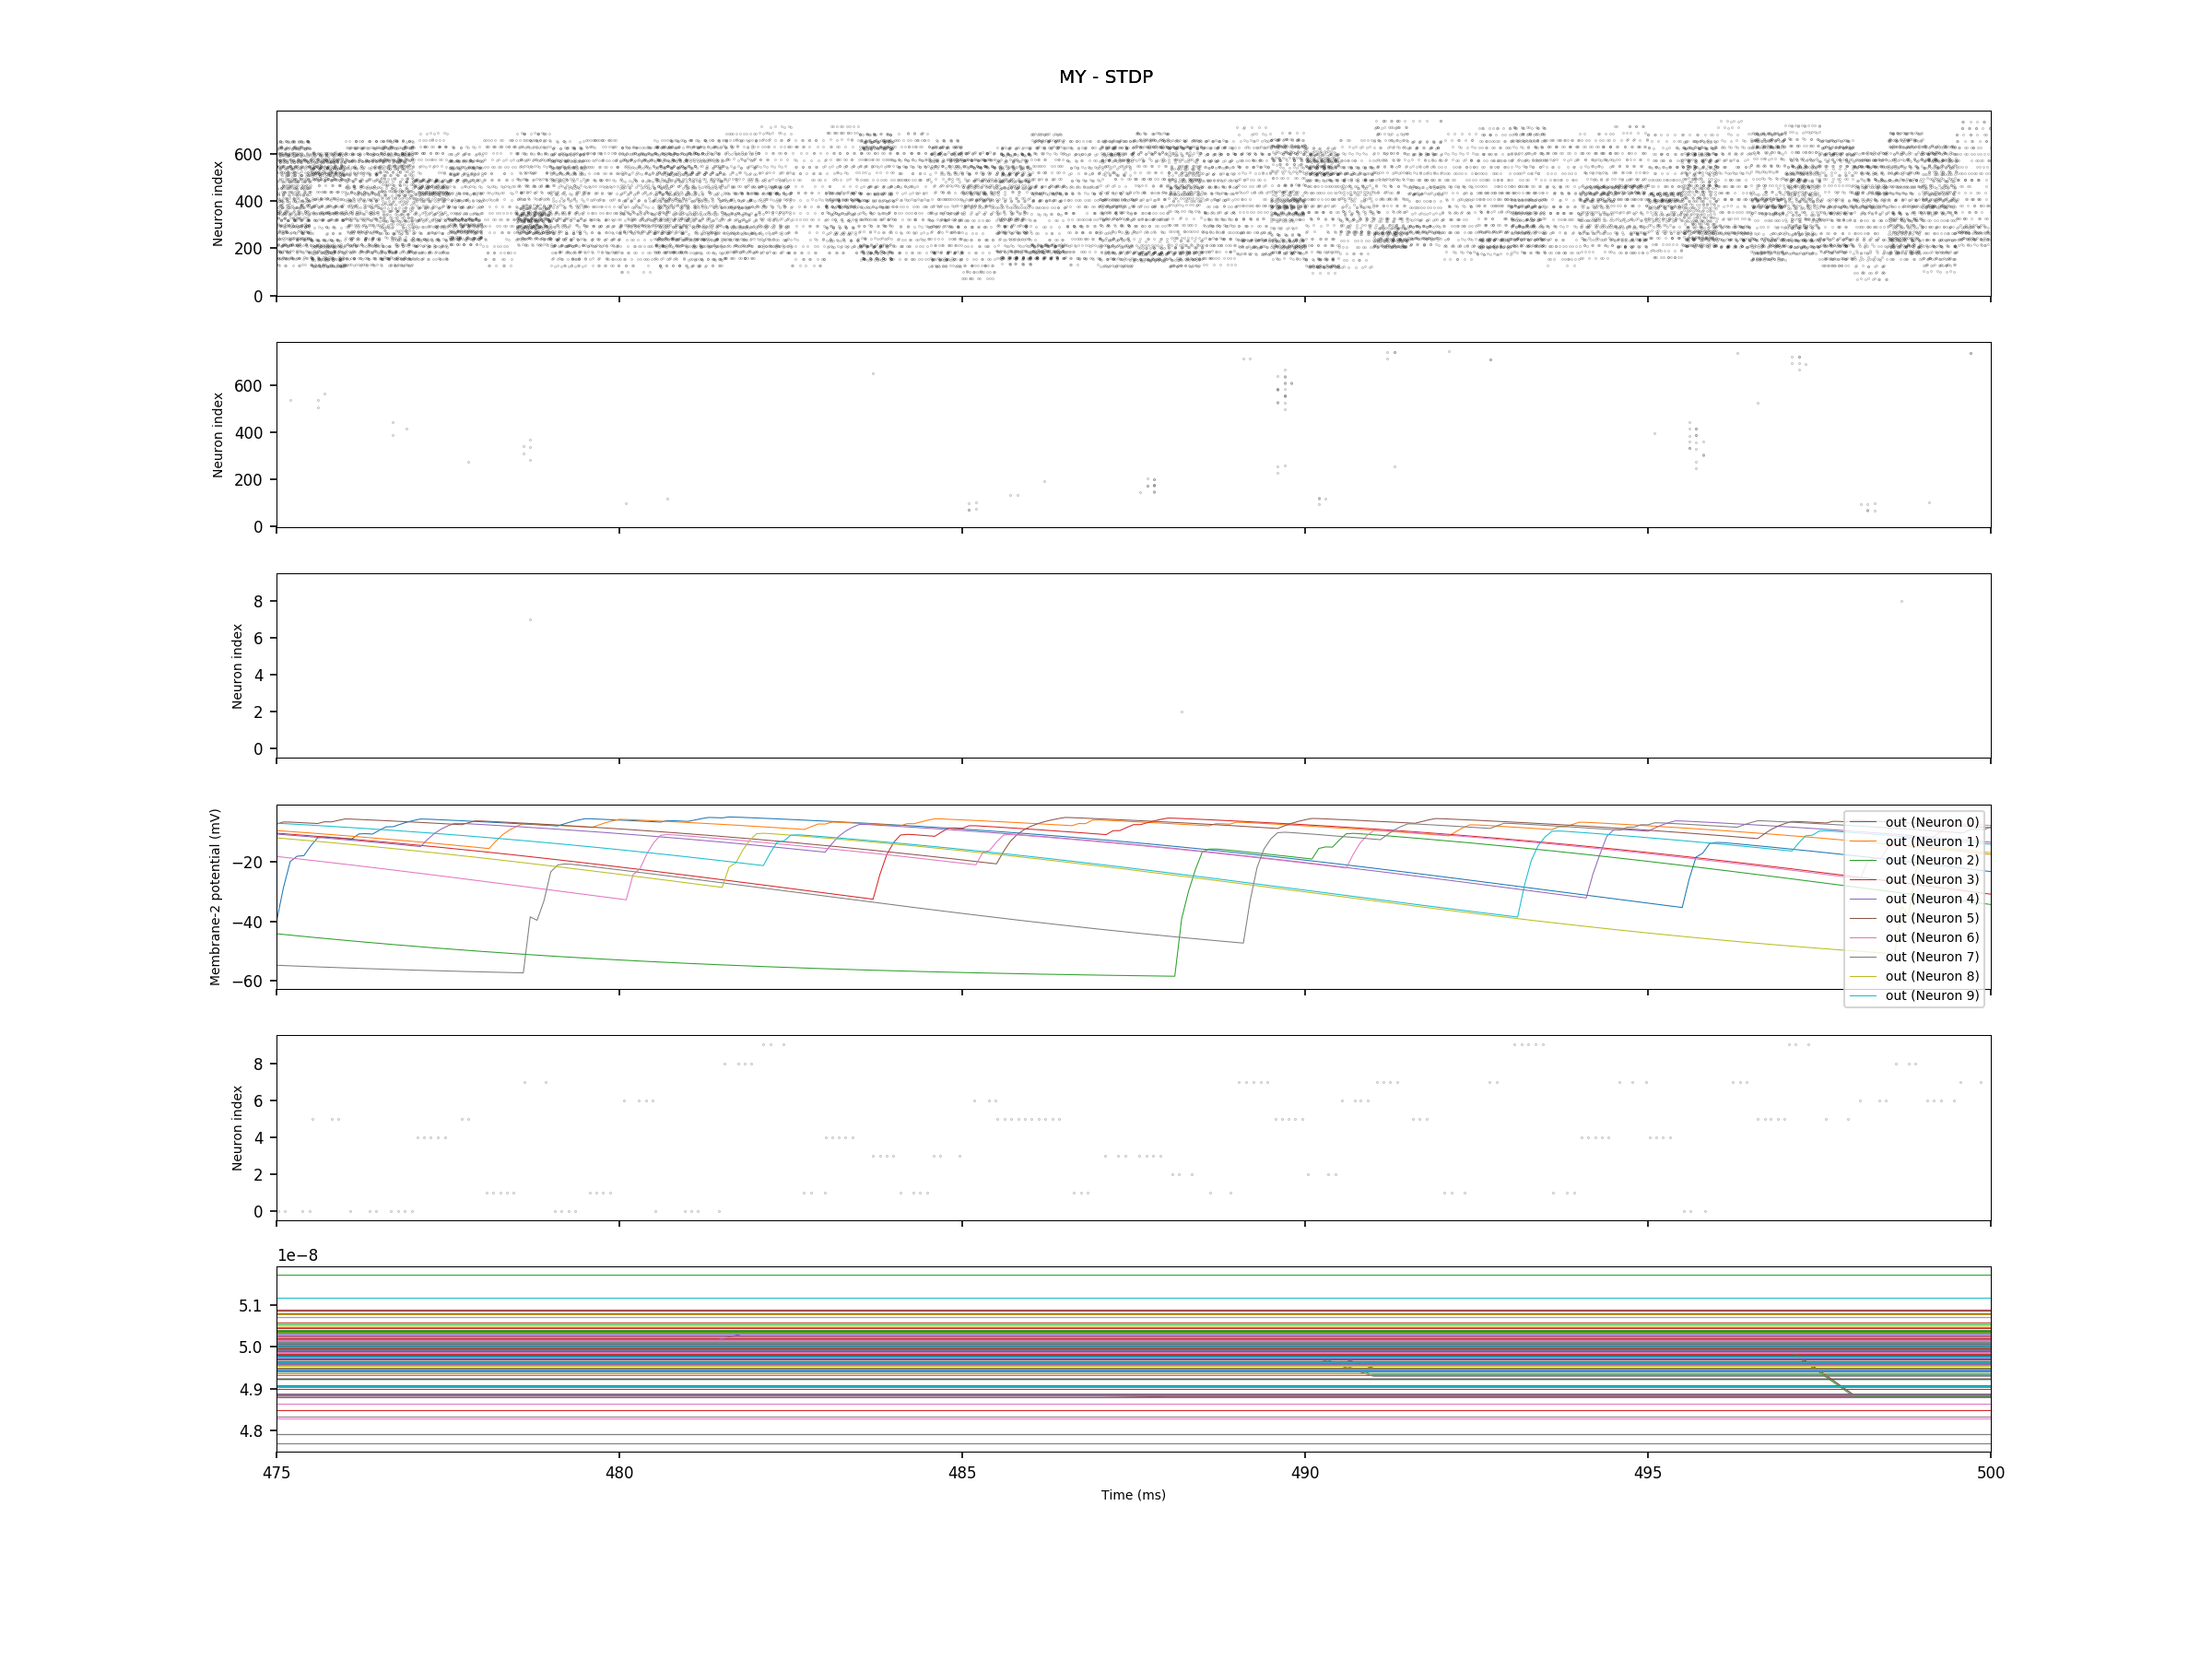 MY - STDP
Neuron index
600
400
200
0
Neuron index
600
400
200
0
Neuron index
8
6
4
2
0
Membrane-2 potential (mV)
−20
−40
−60
out (Neuron 0)
out (Neuron 1)
out (Neuron 2)
out (Neuron 3)
out (Neuron 4)
out (Neuron 5)
out (Neuron 6)
out (Neuron 7)
out (Neuron 8)
out (Neuron 9)
Neuron index
8
6
4
2
0
1e−8
5.1
5.0
4.9
4.8
475 480 485 490 495 500
Time (ms)